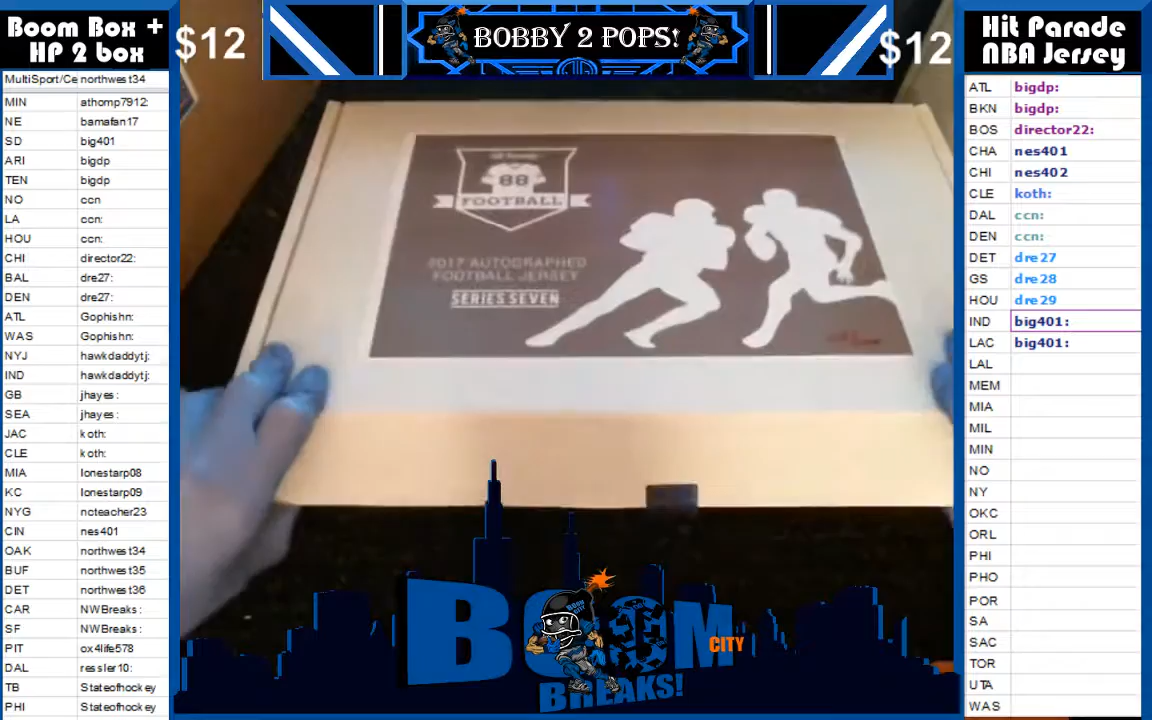 Boom Box +
HP 2 box
$12
BOBBY 2 POPS!
$12
Hit Parade
NBA Jersey
MultiSport/Ce northwest34
MIN athomp7912:
NE bamafan17
SD big401
ARI bigdp
TEN bigdp
NO ccn
LA ccn:
HOU ccn:
CHI director22:
BAL dre27:
DEN dre27:
ATL Gophishn:
WAS Gophishn:
NYJ hawkdaddytj:
IND hawkdaddytj:
GB jhayes:
SEA jhayes:
JAC koth:
CLE koth:
MIA lonestarp08
KC lonestarp09
NYG ncteacher23
CIN nes401
OAK northwest34
BUF northwest35
DET northwest36
CAR NWBreaks:
SF NWBreaks:
PIT ox4life578
DAL ressler10:
TB Stateofhockey
PHI Stateofhockey
88
FOOTBALL
2017 AUTOGRAPHED
FOOTBALL JERSEY
SERIES SEVEN
BOOM
CITY
BREAKS!
ATL bigdp:
BKN bigdp:
BOS director22:
CHA nes401
CHI nes402
CLE koth:
DAL ccn:
DEN ccn:
DET dre27
GS dre28
HOU dre29
IND big401:
LAC big401:
LAL
MEM
MIA
MIL
MIN
NO
NY
OKC
ORL
PHI
PHO
POR
SA
SAC
TOR
UTA
WAS